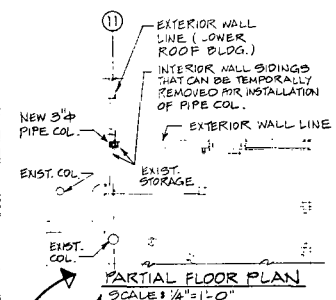 11
EXTERIOR WALL
LINE (LOWER
ROOF BLDG.)
INTERIOR WALL SIDINGS
THAT CAN BE TEMPORALLY
REMOVED FOR INSTALLATION
OF PIPE COL.
NEW 3"Φ
PIPE COL.
EXTERIOR WALL LINE
EXIST. COL.
EXIST.
STORAGE
EXIST.
COL.
PARTIAL FLOOR PLAN
SCALE: 1/4"=1'-0"